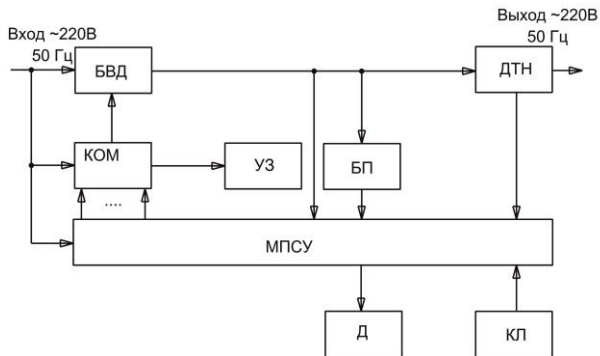 Вход ~220В
50 Гц
Выход ~220В
50 Гц
БВД
ДТН
КОМ
УЗ
БП
....
МПСУ
Д
КЛ